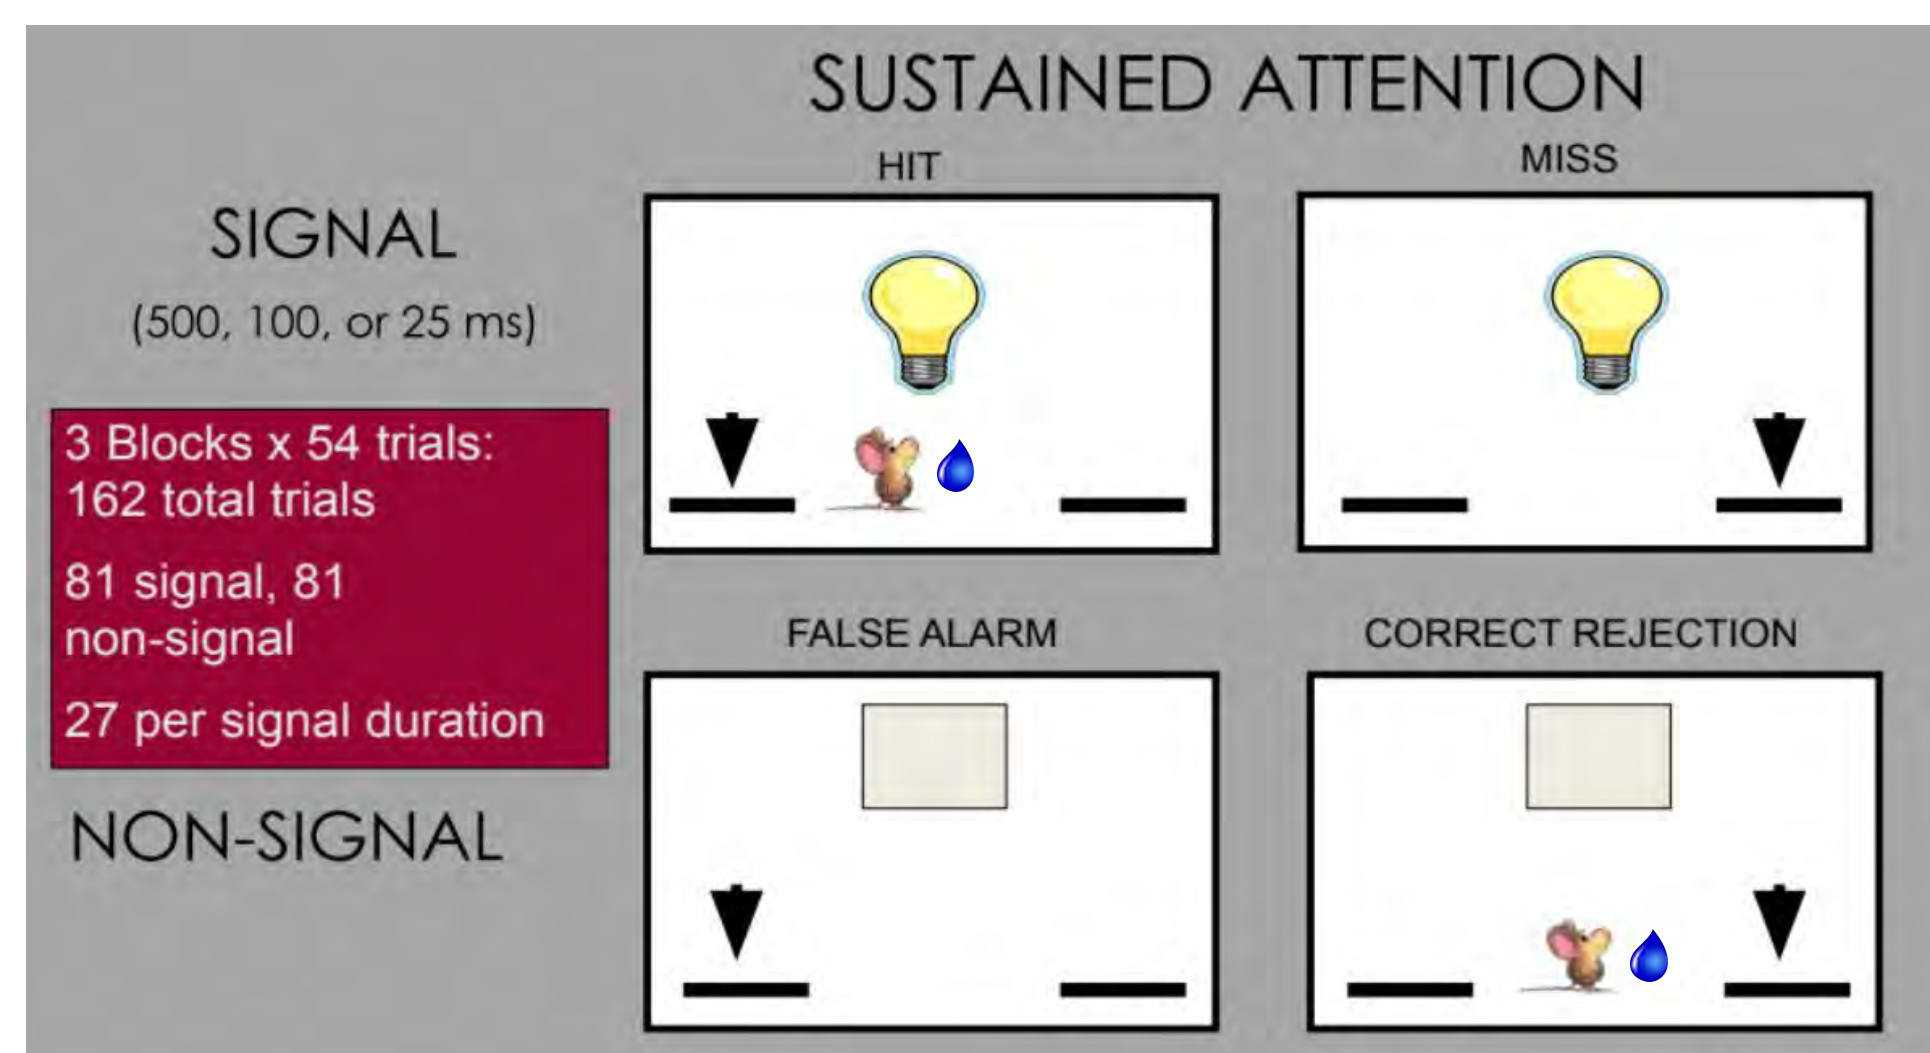 SUSTAINED ATTENTION
HIT
MISS
SIGNAL
(500, 100, or 25 ms)
3 Blocks x 54 trials:
162 total trials
81 signal, 81
non-signal
27 per signal duration
FALSE ALARM
CORRECT REJECTION
NON-SIGNAL